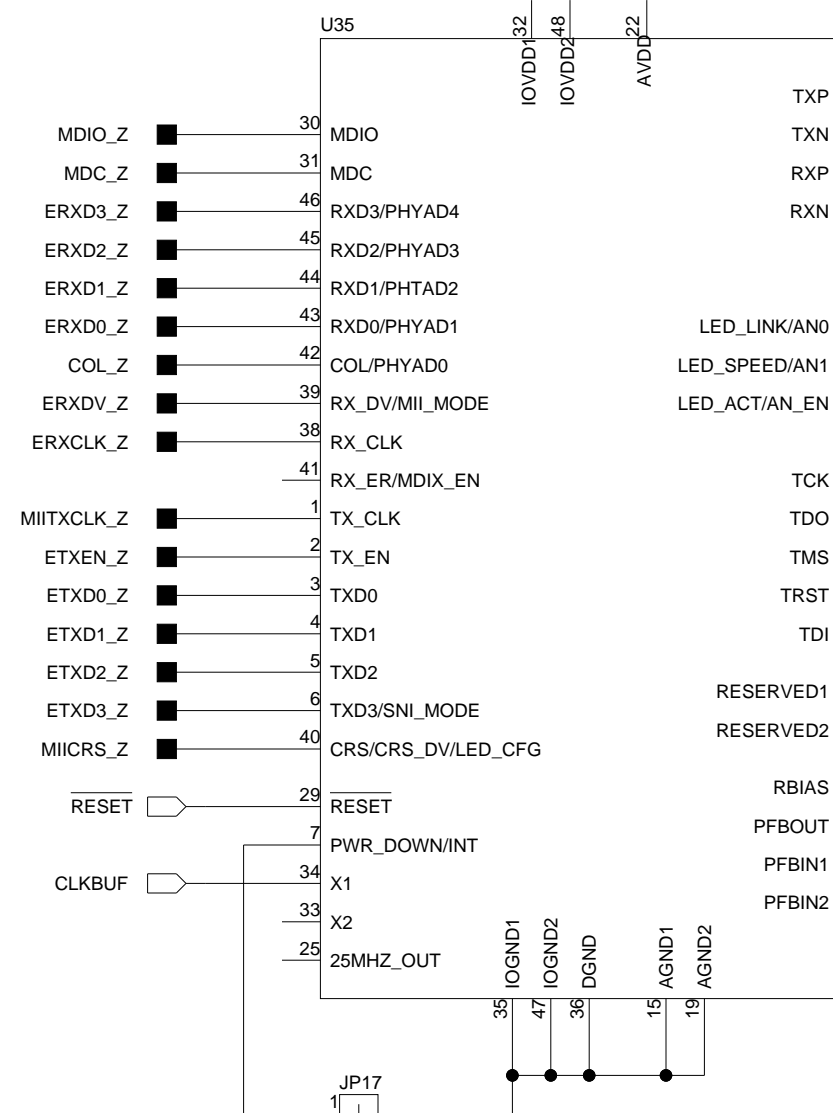 U35
32 IOVDD1
48 IOVDD2
22 AVDD
TXP
MDIO_Z 30 MDIO TXN
MDC_Z 31 MDC RXP
ERXD3_Z 46 RXD3/PHYAD4 RXN
ERXD2_Z 45 RXD2/PHYAD3
ERXD1_Z 44 RXD1/PHTAD2
ERXD0_Z 43 RXD0/PHYAD1 LED_LINK/AN0
COL_Z 42 COL/PHYAD0 LED_SPEED/AN1
ERXDV_Z 39 RX_DV/MII_MODE LED_ACT/AN_EN
ERXCLK_Z 38 RX_CLK
41 RX_ER/MDIX_EN TCK
MIITXCLK_Z 1 TX_CLK TDO
ETXEN_Z 2 TX_EN TMS
ETXD0_Z 3 TXD0 TRST
ETXD1_Z 4 TXD1 TDI
ETXD2_Z 5 TXD2
RESERVED1
ETXD3_Z 6 TXD3/SNI_MODE
RESERVED2
MIICRS_Z 40 CRS/CRS_DV/LED_CFG
RBIAS
RESET 29 RESET
PFBOUT
7 PWR_DOWN/INT
PFBIN1
CLKBUF 34 X1
PFBIN2
33 X2
25 25MHZ_OUT
35 IOGND1
47 IOGND2
36 DGND
15 AGND1
19 AGND2
JP17
1